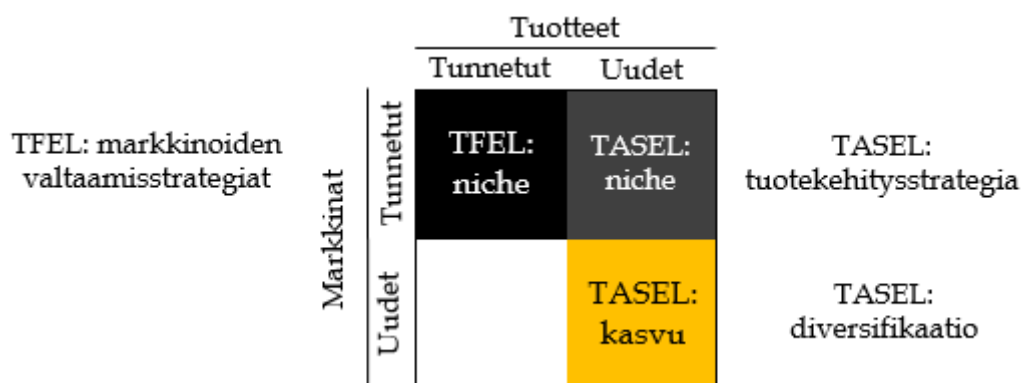 Tuotteet
Tunnetut Uudet
TFEL: markkinoiden
valtaamisstrategiat
Markkinat
Tunnetut
TFEL:
niche
TASEL:
niche
TASEL:
tuotekehitysstrategia
Uudet
TASEL:
kasvu
TASEL:
diversifikaatio